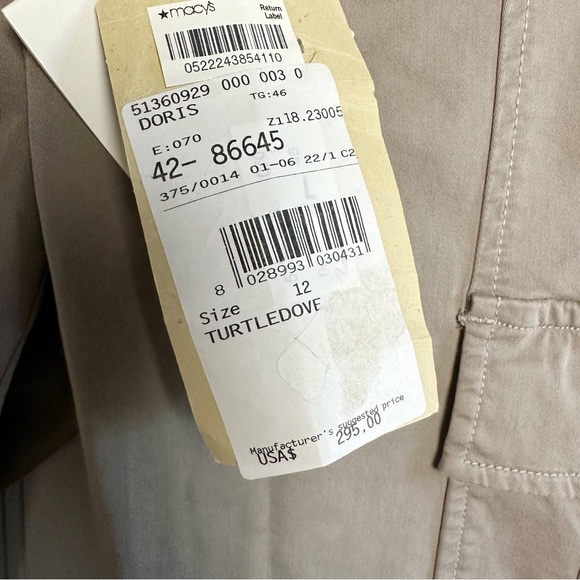 ★macy's
Return
Label
0522243854110
51360929 000 003 0
DORIS
TG:46
E:070
Z118.23005
42- 86645
375/0014 01-06 22/1 C2
8 028993 030431
Size 12
TURTLEDOVE
Manufacturer's suggested price
USA$ 295.00